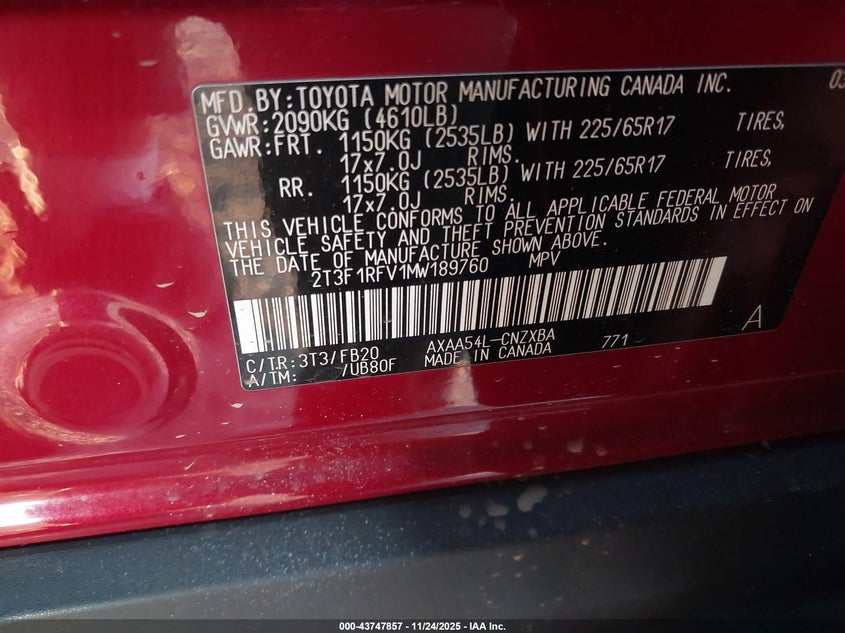 MFD.BY:TOYOTA MOTOR MANUFACTURING CANADA INC. 03
GVWR:2090KG (4610LB)
GAWR:FRT. 1150KG (2535LB) WITH 225/65R17 TIRES,
17x7.0J RIMS.
RR. 1150KG (2535LB) WITH 225/65R17 TIRES,
17x7.0J RIMS.
THIS VEHICLE CONFORMS TO ALL APPLICABLE FEDERAL MOTOR
VEHICLE SAFETY AND THEFT PREVENTION STANDARDS IN EFFECT ON
THE DATE OF MANUFACTURE SHOWN ABOVE.
2T3F1RFV1MW189760 MPV
A
C/TR:3T3/FB20 AXAA54L-CNZXBA
A/TM: /UB80F MADE IN CANADA 771
000-43747857 - 11/24/2025 - IAA Inc.